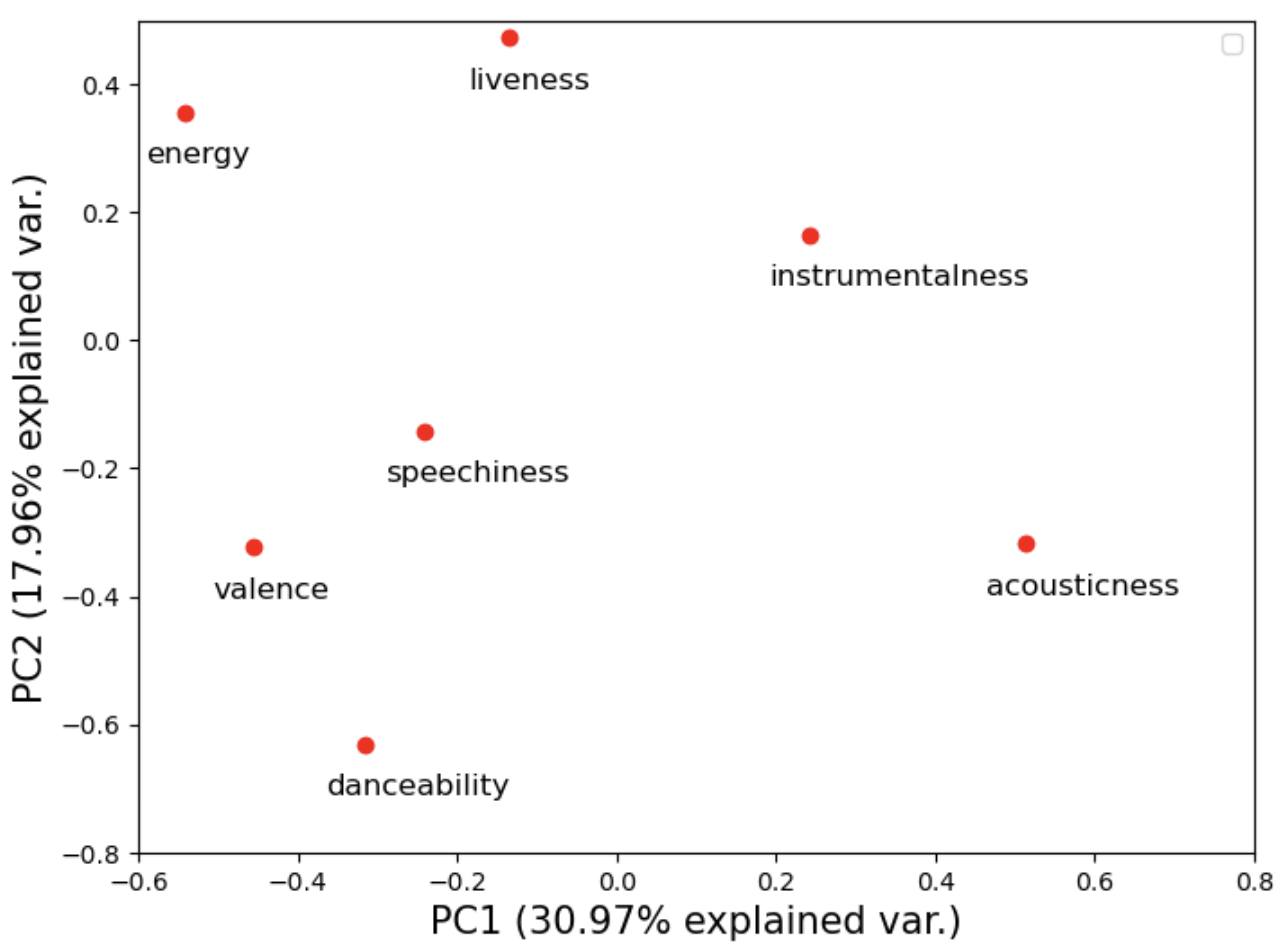 liveness
energy
instrumentalness
speechiness
valence
acousticness
danceability
0.4
0.2
0.0
−0.2
−0.4
−0.6
−0.8
−0.6
−0.4
−0.2
0.0
0.2
0.4
0.6
0.8
PC1 (30.97% explained var.)
PC2 (17.96% explained var.)